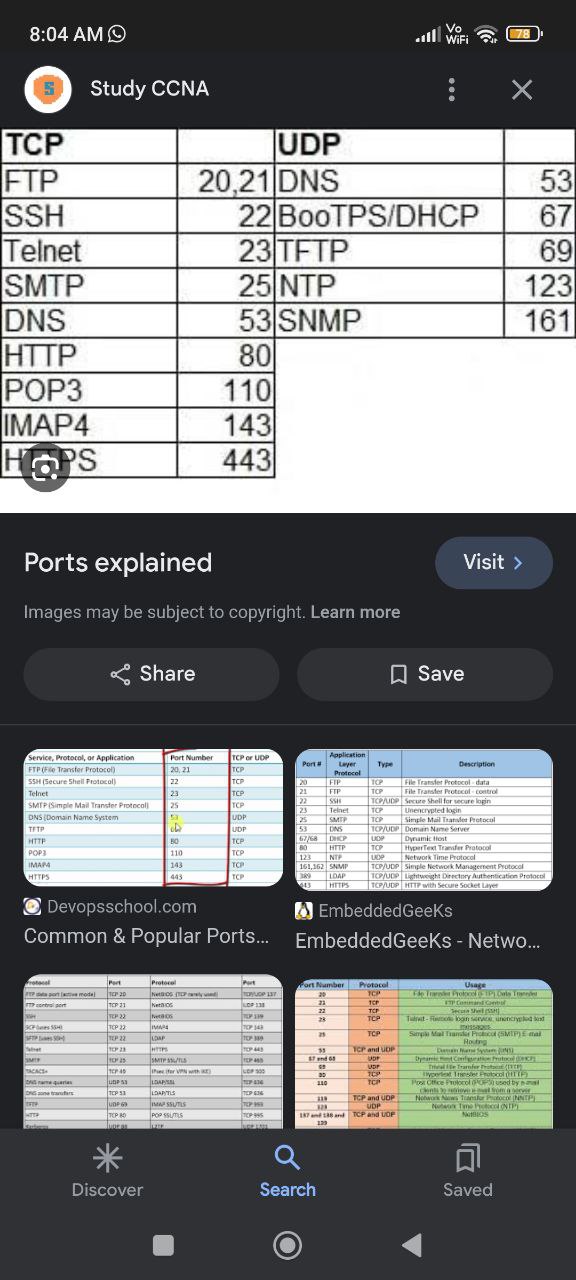 8:04 AM
Vo WiFi 78
Study CCNA
TCP UDP
FTP 20,21 DNS 53
SSH 22 BooTPS/DHCP 67
Telnet 23 TFTP 69
SMTP 25 NTP 123
DNS 53 SNMP 161
HTTP 80
POP3 110
IMAP4 143
HTTPS 443
Ports explained
Visit
Images may be subject to copyright. Learn more
Share Save
Service, Protocol, or Application Port Number TCP or UDP
FTP (File Transfer Protocol) 20, 21 TCP
SSH (Secure Shell Protocol) 22 TCP
Telnet 23 TCP
SMTP (Simple Mail Transfer Protocol) 25 TCP
DNS (Domain Name System 53 UDP
TFTP UDP
HTTP 80 TCP
POP3 110 TCP
IMAP4 143 TCP
HTTPS 443 TCP
Devopsschool.com
Common & Popular Ports...
Port # Application Layer Protocol Type Description
20 FTP TCP File Transfer Protocol - data
21 FTP TCP File Transfer Protocol - control
22 SSH TCP/UDP Secure Shell for secure login
23 Telnet TCP Unencrypted login
25 SMTP TCP Simple Mail Transfer Protocol
53 DNS TCP/UDP Domain Name Server
67/68 DHCP UDP Dynamic Host
80 HTTP TCP HyperText Transfer Protocol
123 NTP UDP Network Time Protocol
161,162 SNMP TCP/UDP Simple Network Management Protocol
389 LDAP TCP/UDP Lightweight Directory Authentication Protocol
443 HTTPS TCP/UDP HTTP with Secure Socket Layer
EmbeddedGeeKs
EmbeddedGeeKs - Netwo...
Protocol Port Protocol Port
FTP data port (active mode) TCP 20 NetBIOS (TCP rarely used) TCP/UDP 137
FTP control port TCP 21 NetBIOS UDP 138
SSH TCP 22 NetBIOS TCP 139
SCP (uses SSH) TCP 22 IMAP4 TCP 143
SFTP (uses SSH) TCP 22 LDAP TCP 389
Telnet TCP 23 HTTPS TCP 443
SMTP TCP 25 SMTP SSL/TLS TCP 465
TACACS+ TCP 49 IPsec (for VPN with IKE) UDP 500
DNS name queries UDP 53 LDAP/SSL TCP 636
DNS zone transfers TCP 53 LDAP/TLS TCP 636
TFTP UDP 69 IMAP SSL/TLS TCP 993
HTTP TCP 80 POP SSL/TLS TCP 995
Kerberos UDP 88 L2TP UDP 1701
Port Number Protocol Usage
20 TCP File Transfer Protocol (FTP) Data Transfer
21 TCP FTP Command Control
22 TCP Secure Shell (SSH)
23 TCP Telnet - Remote login service, unencrypted text messages
25 TCP Simple Mail Transfer Protocol (SMTP) E-mail Routing
53 TCP and UDP Domain Name System (DNS)
67 and 68 UDP Dynamic Host Configuration Protocol (DHCP)
69 UDP Trivial File Transfer Protocol (TFTP)
80 TCP Hypertext Transfer Protocol (HTTP)
110 TCP Post Office Protocol (POP3) used by e-mail clients to retrieve e-mail from a server
119 TCP and UDP Network News Transfer Protocol (NNTP)
123 UDP Network Time Protocol (NTP)
137 and 138 and 139 TCP and UDP NetBIOS
Discover Search Saved